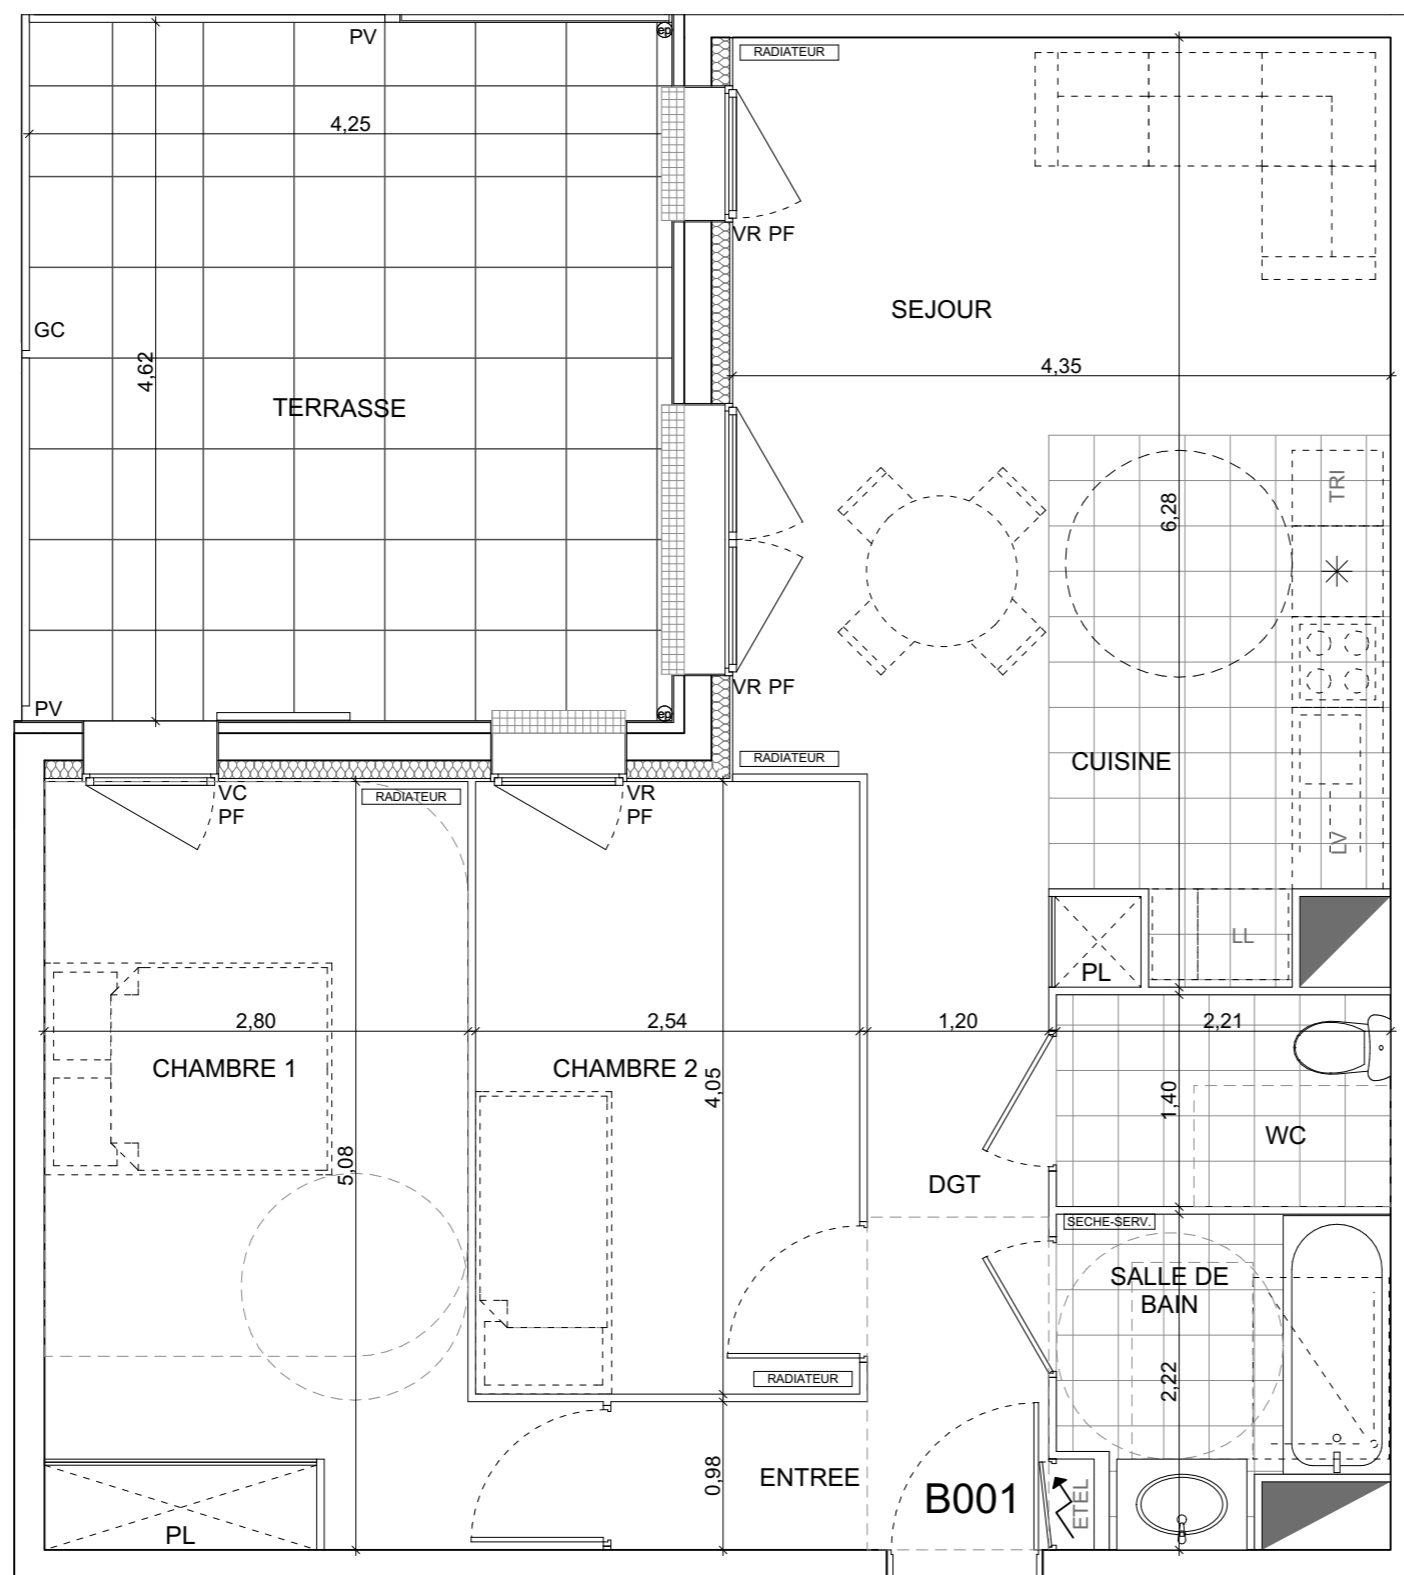 PV
ep
RADIATEUR
4,25
VR PF
GC
SEJOUR
4,62
4,35
TERRASSE
TRI
6,28
VR PF
PV
ep
RADIATEUR
CUISINE
VC
PF
RADIATEUR
VR
PF
LV
LL
PL
2,80
2,54
1,20
2,21
CHAMBRE 1
CHAMBRE 2
4,05
1,40
WC
5,08
DGT
SECHE-SERV.
SALLE DE
BAIN
RADIATEUR
2,22
0,98
ENTREE
B001
ETEL
PL